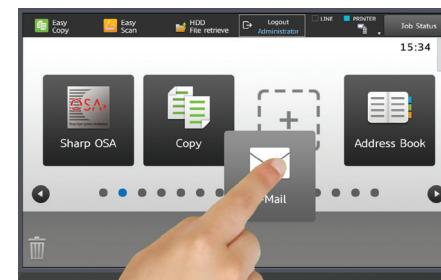 Easy
Copy
Easy
Scan
HDD
File retrieve
Logout
Administrator
LINE
PRINTER
Job Status
15:34
OSA
Sharp OSA
Copy
Address Book
-Mail